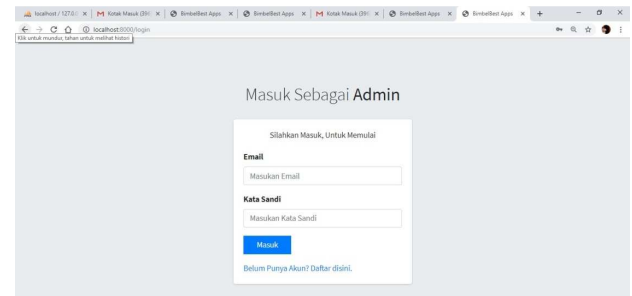 localhost / 127.0.0
Kotak Masuk (39
BimbelBest Apps
BimbelBest Apps
Kotak Masuk (39
BimbelBest Apps
BimbelBest Apps
localhost:8000/login
Klik untuk mundur, tahan untuk melihat histori
Masuk Sebagai Admin
Silahkan Masuk, Untuk Memulai
Email
Masukan Email
Kata Sandi
Masukan Kata Sandi
Masuk
Belum Punya Akun? Daftar disini.